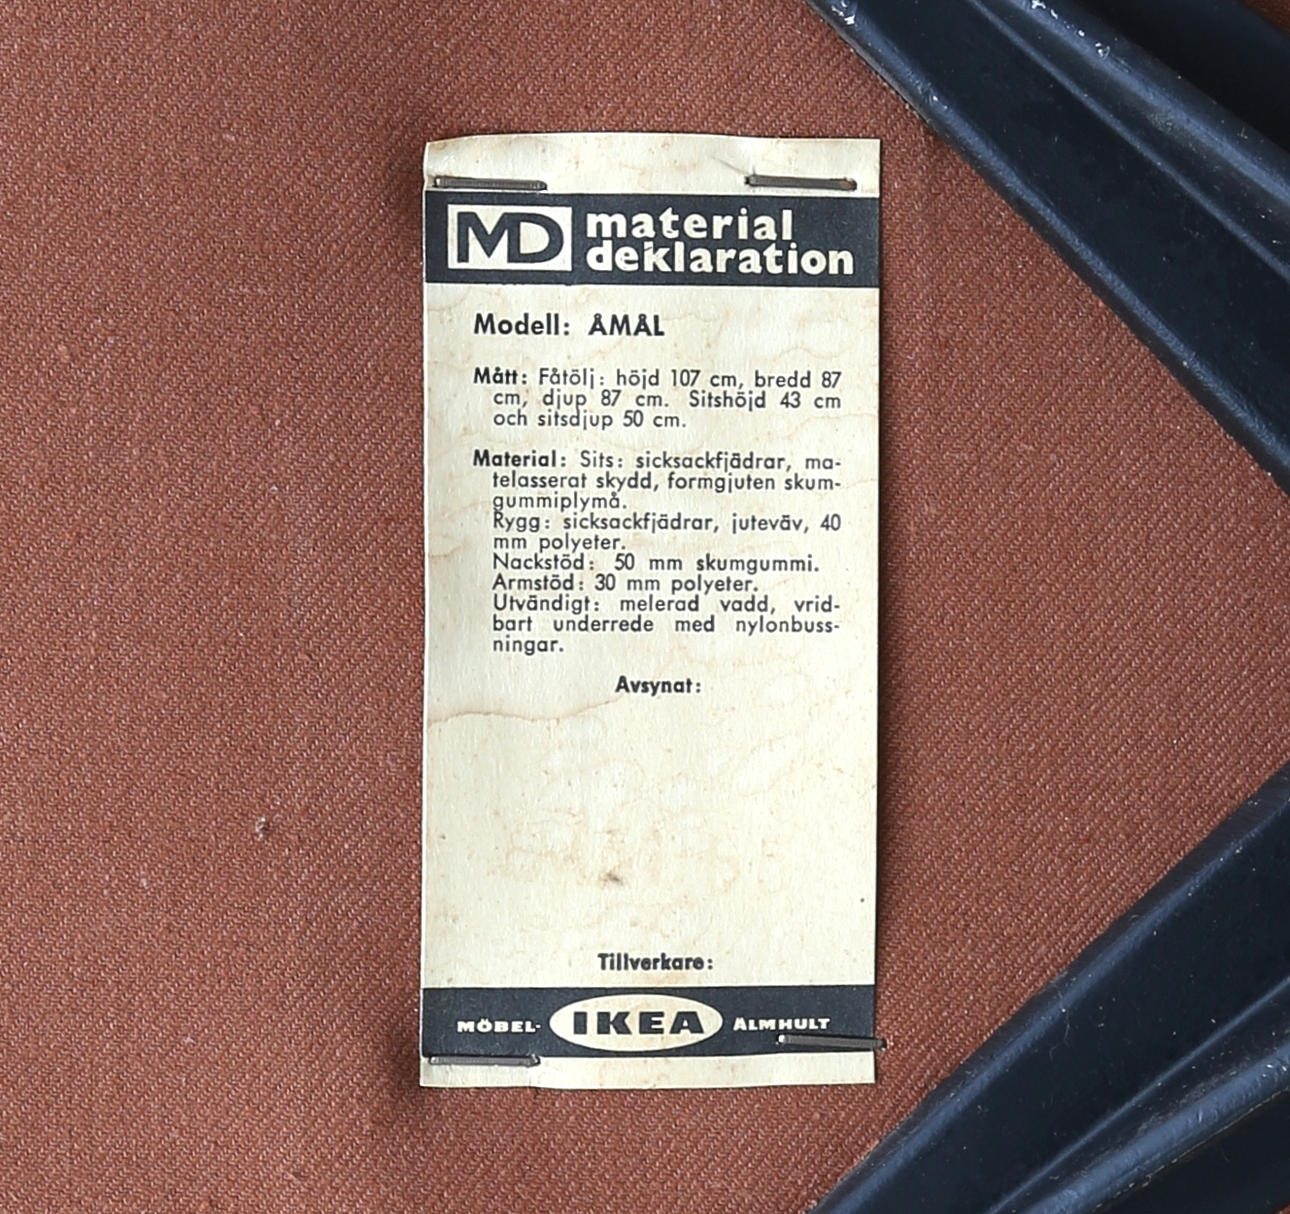 MD material
deklaration
Modell: ÅMÅL
Mått: Fåtölj: höjd 107 cm, bredd 87
cm, djup 87 cm. Sitshöjd 43 cm
och sitsdjup 50 cm.
Material: Sits: sicksackfjädrar, ma-
telasserat skydd, formgjuten skum-
gummiplymå.
Rygg: sicksackfjädrar, juteväv, 40
mm polyeter.
Nackstöd: 50 mm skumgummi.
Armstöd: 30 mm polyeter.
Utvändigt: melerad vadd, vrid-
bart underrede med nylonbuss-
ningar.
Avsynat:
Tillverkare:
MÖBEL-IKEA ÄLMHULT